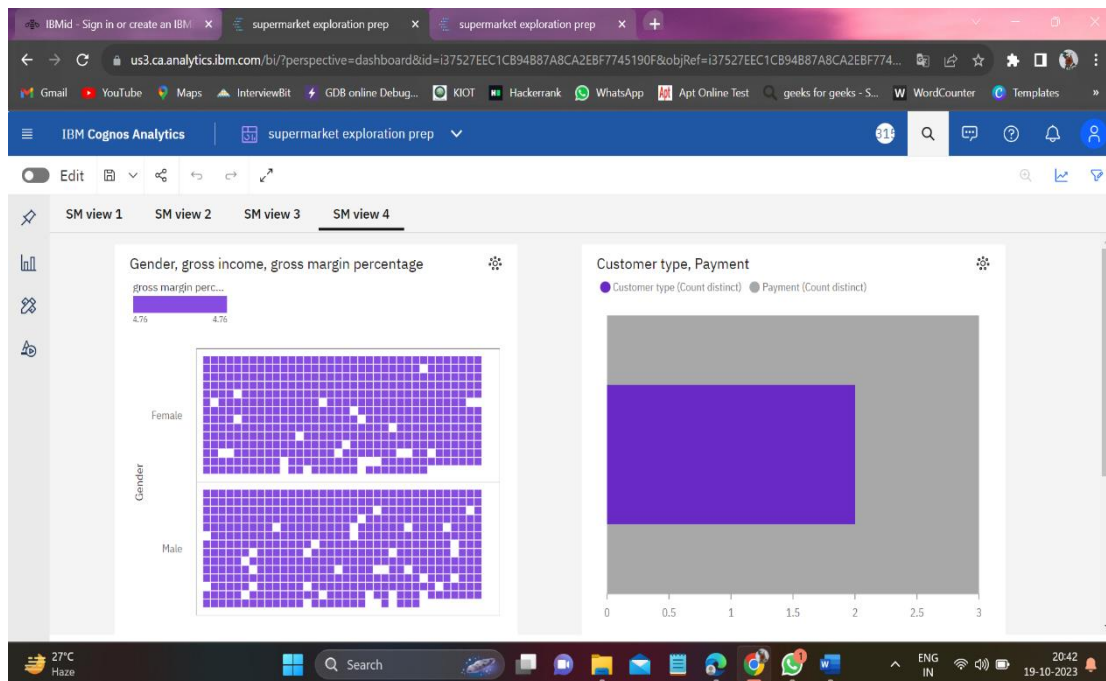 IBMid - Sign in or create an IBM
supermarket exploration prep
supermarket exploration prep
us3.ca.analytics.ibm.com/bi/?perspective=dashboard&id=i37527EEC1CB94B87A8CA2EBF7745190F&objRef=i37527EEC1CB94B87A8CA2EBF774...
Gmail YouTube Maps InterviewBit GDB online Debug... KIOT Hackerrank WhatsApp Apt Online Test geeks for geeks - S... WordCounter Templates »
IBM Cognos Analytics supermarket exploration prep
Edit
SM view 1 SM view 2 SM view 3 SM view 4
Gender, gross income, gross margin percentage
gross margin perc...
4.76 4.76
Female
Gender
Male
Customer type, Payment
Customer type (Count distinct) Payment (Count distinct)
0 0.5 1 1.5 2 2.5 3
27°C
Haze
Search
1
ENG
IN
20:42
19-10-2023